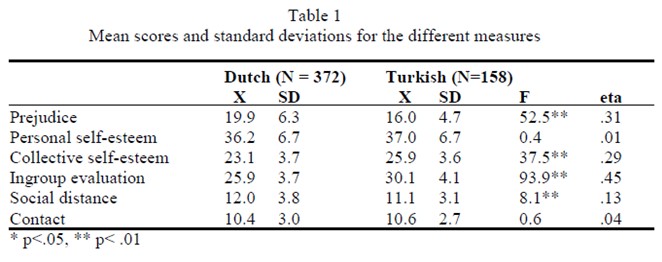 Table 1
Mean scores and standard deviations for the different measures
Dutch (N = 372) Turkish (N=158)
X SD X SD F eta
Prejudice 19.9 6.3 16.0 4.7 52.5** .31
Personal self-esteem 36.2 6.7 37.0 6.7 0.4 .01
Collective self-esteem 23.1 3.7 25.9 3.6 37.5** .29
Ingroup evaluation 25.9 3.7 30.1 4.1 93.9** .45
Social distance 12.0 3.8 11.1 3.1 8.1** .13
Contact 10.4 3.0 10.6 2.7 0.6 .04
* p<.05, ** p< .01